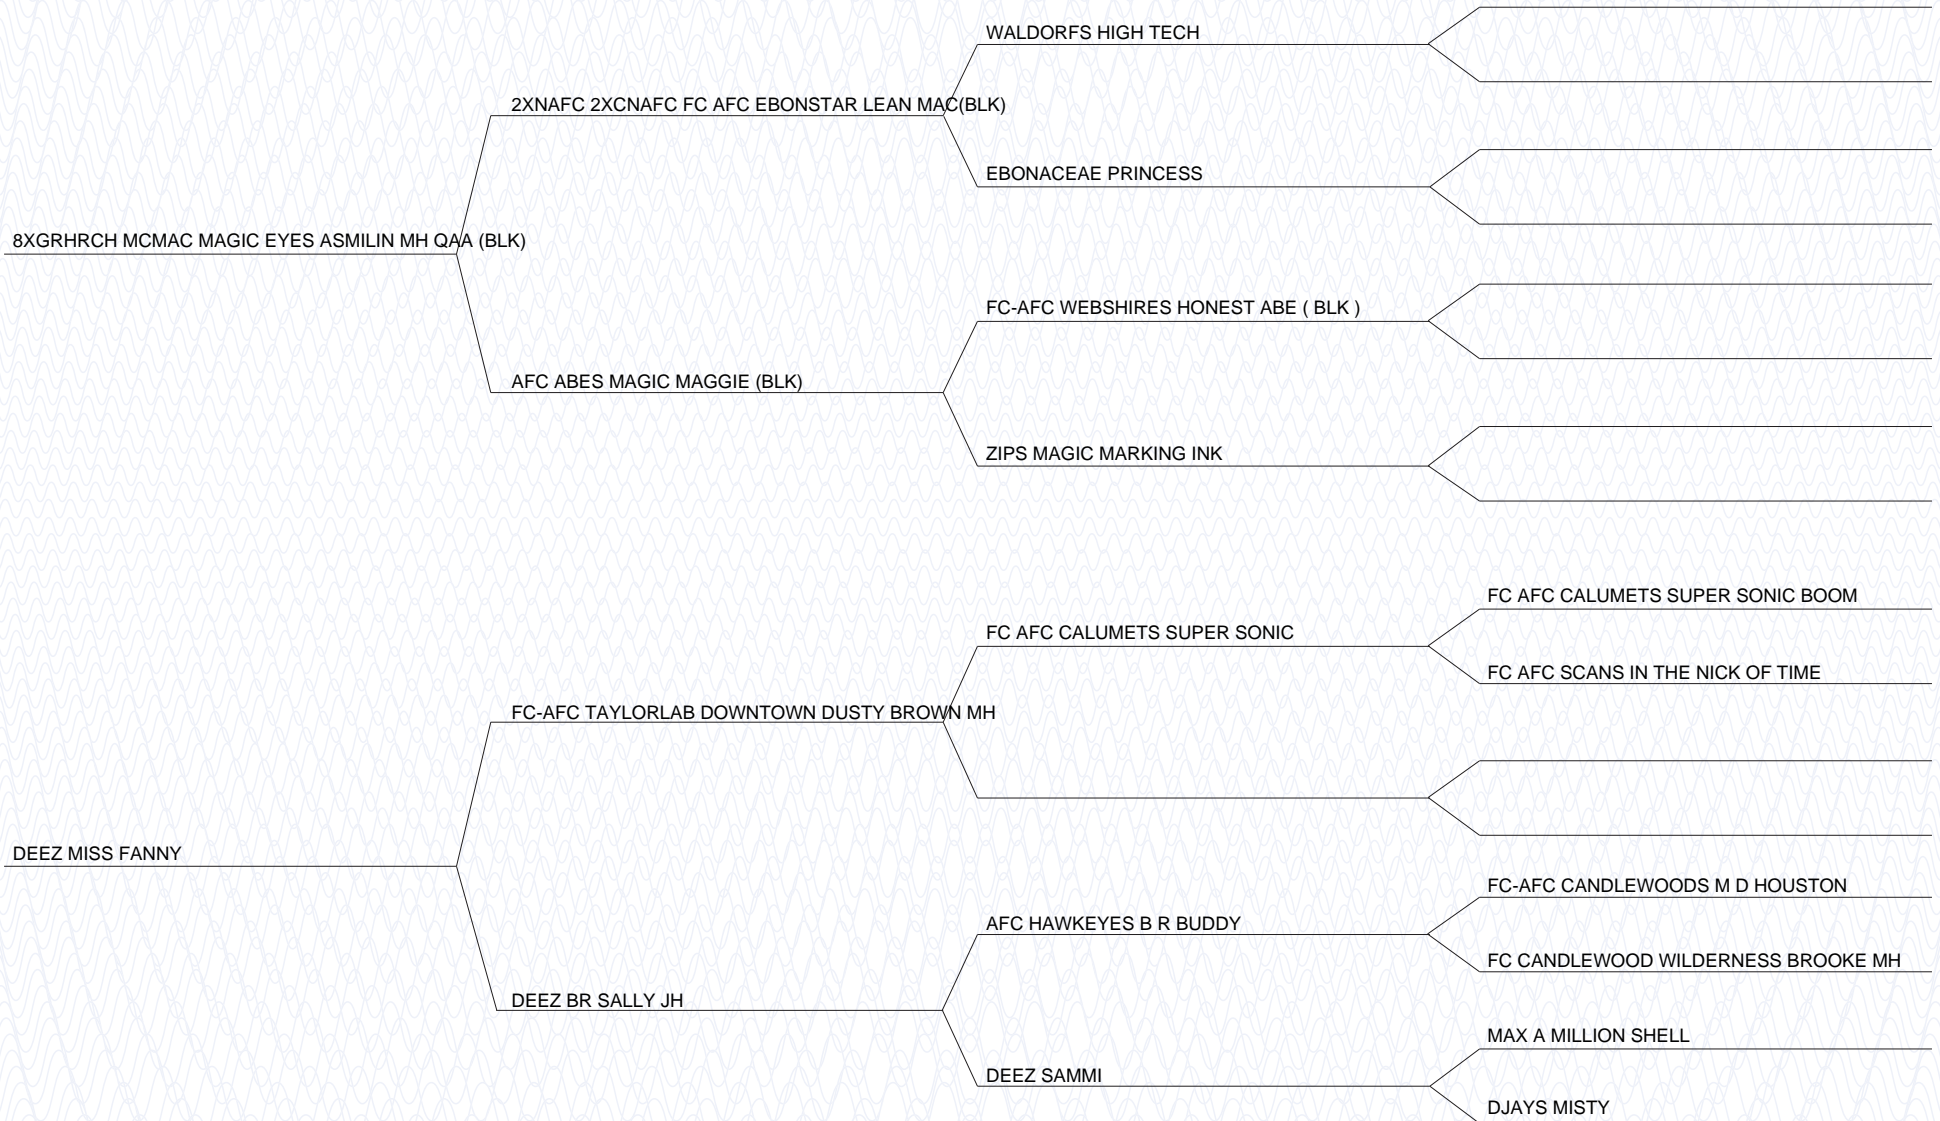 WALDORFS HIGH TECH
2XNAFC 2XCNAFC FC AFC EBONSTAR LEAN MAC(BLK)
EBONACEAE PRINCESS
8XGRHRCH MCMAC MAGIC EYES ASMILIN MH QAA (BLK)
FC-AFC WEBSHIRES HONEST ABE ( BLK )
AFC ABES MAGIC MAGGIE (BLK)
ZIPS MAGIC MARKING INK
FC AFC CALUMETS SUPER SONIC BOOM
FC AFC CALUMETS SUPER SONIC
FC AFC SCANS IN THE NICK OF TIME
FC-AFC TAYLORLAB DOWNTOWN DUSTY BROWN MH
DEEZ MISS FANNY
FC-AFC CANDLEWOODS M D HOUSTON
AFC HAWKEYES B R BUDDY
FC CANDLEWOOD WILDERNESS BROOKE MH
DEEZ BR SALLY JH
MAX A MILLION SHELL
DEEZ SAMMI
DJAYS MISTY